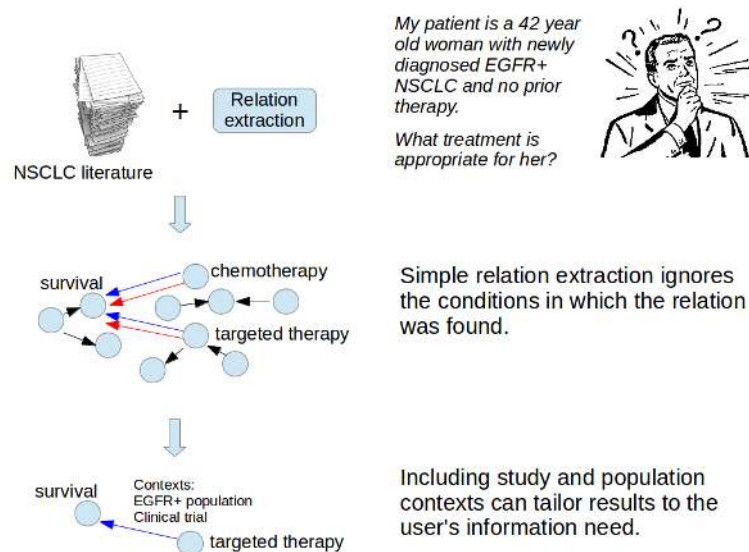 My patient is a 42 year
old woman with newly
diagnosed EGFR+
NSCLC and no prior
therapy.
What treatment is
appropriate for her?
? ?
+
Relation
extraction
NSCLC literature
survival
chemotherapy
targeted therapy
Simple relation extraction ignores
the conditions in which the relation
was found.
survival
Contexts:
EGFR+ population
Clinical trial
targeted therapy
Including study and population
contexts can tailor results to the
user's information need.